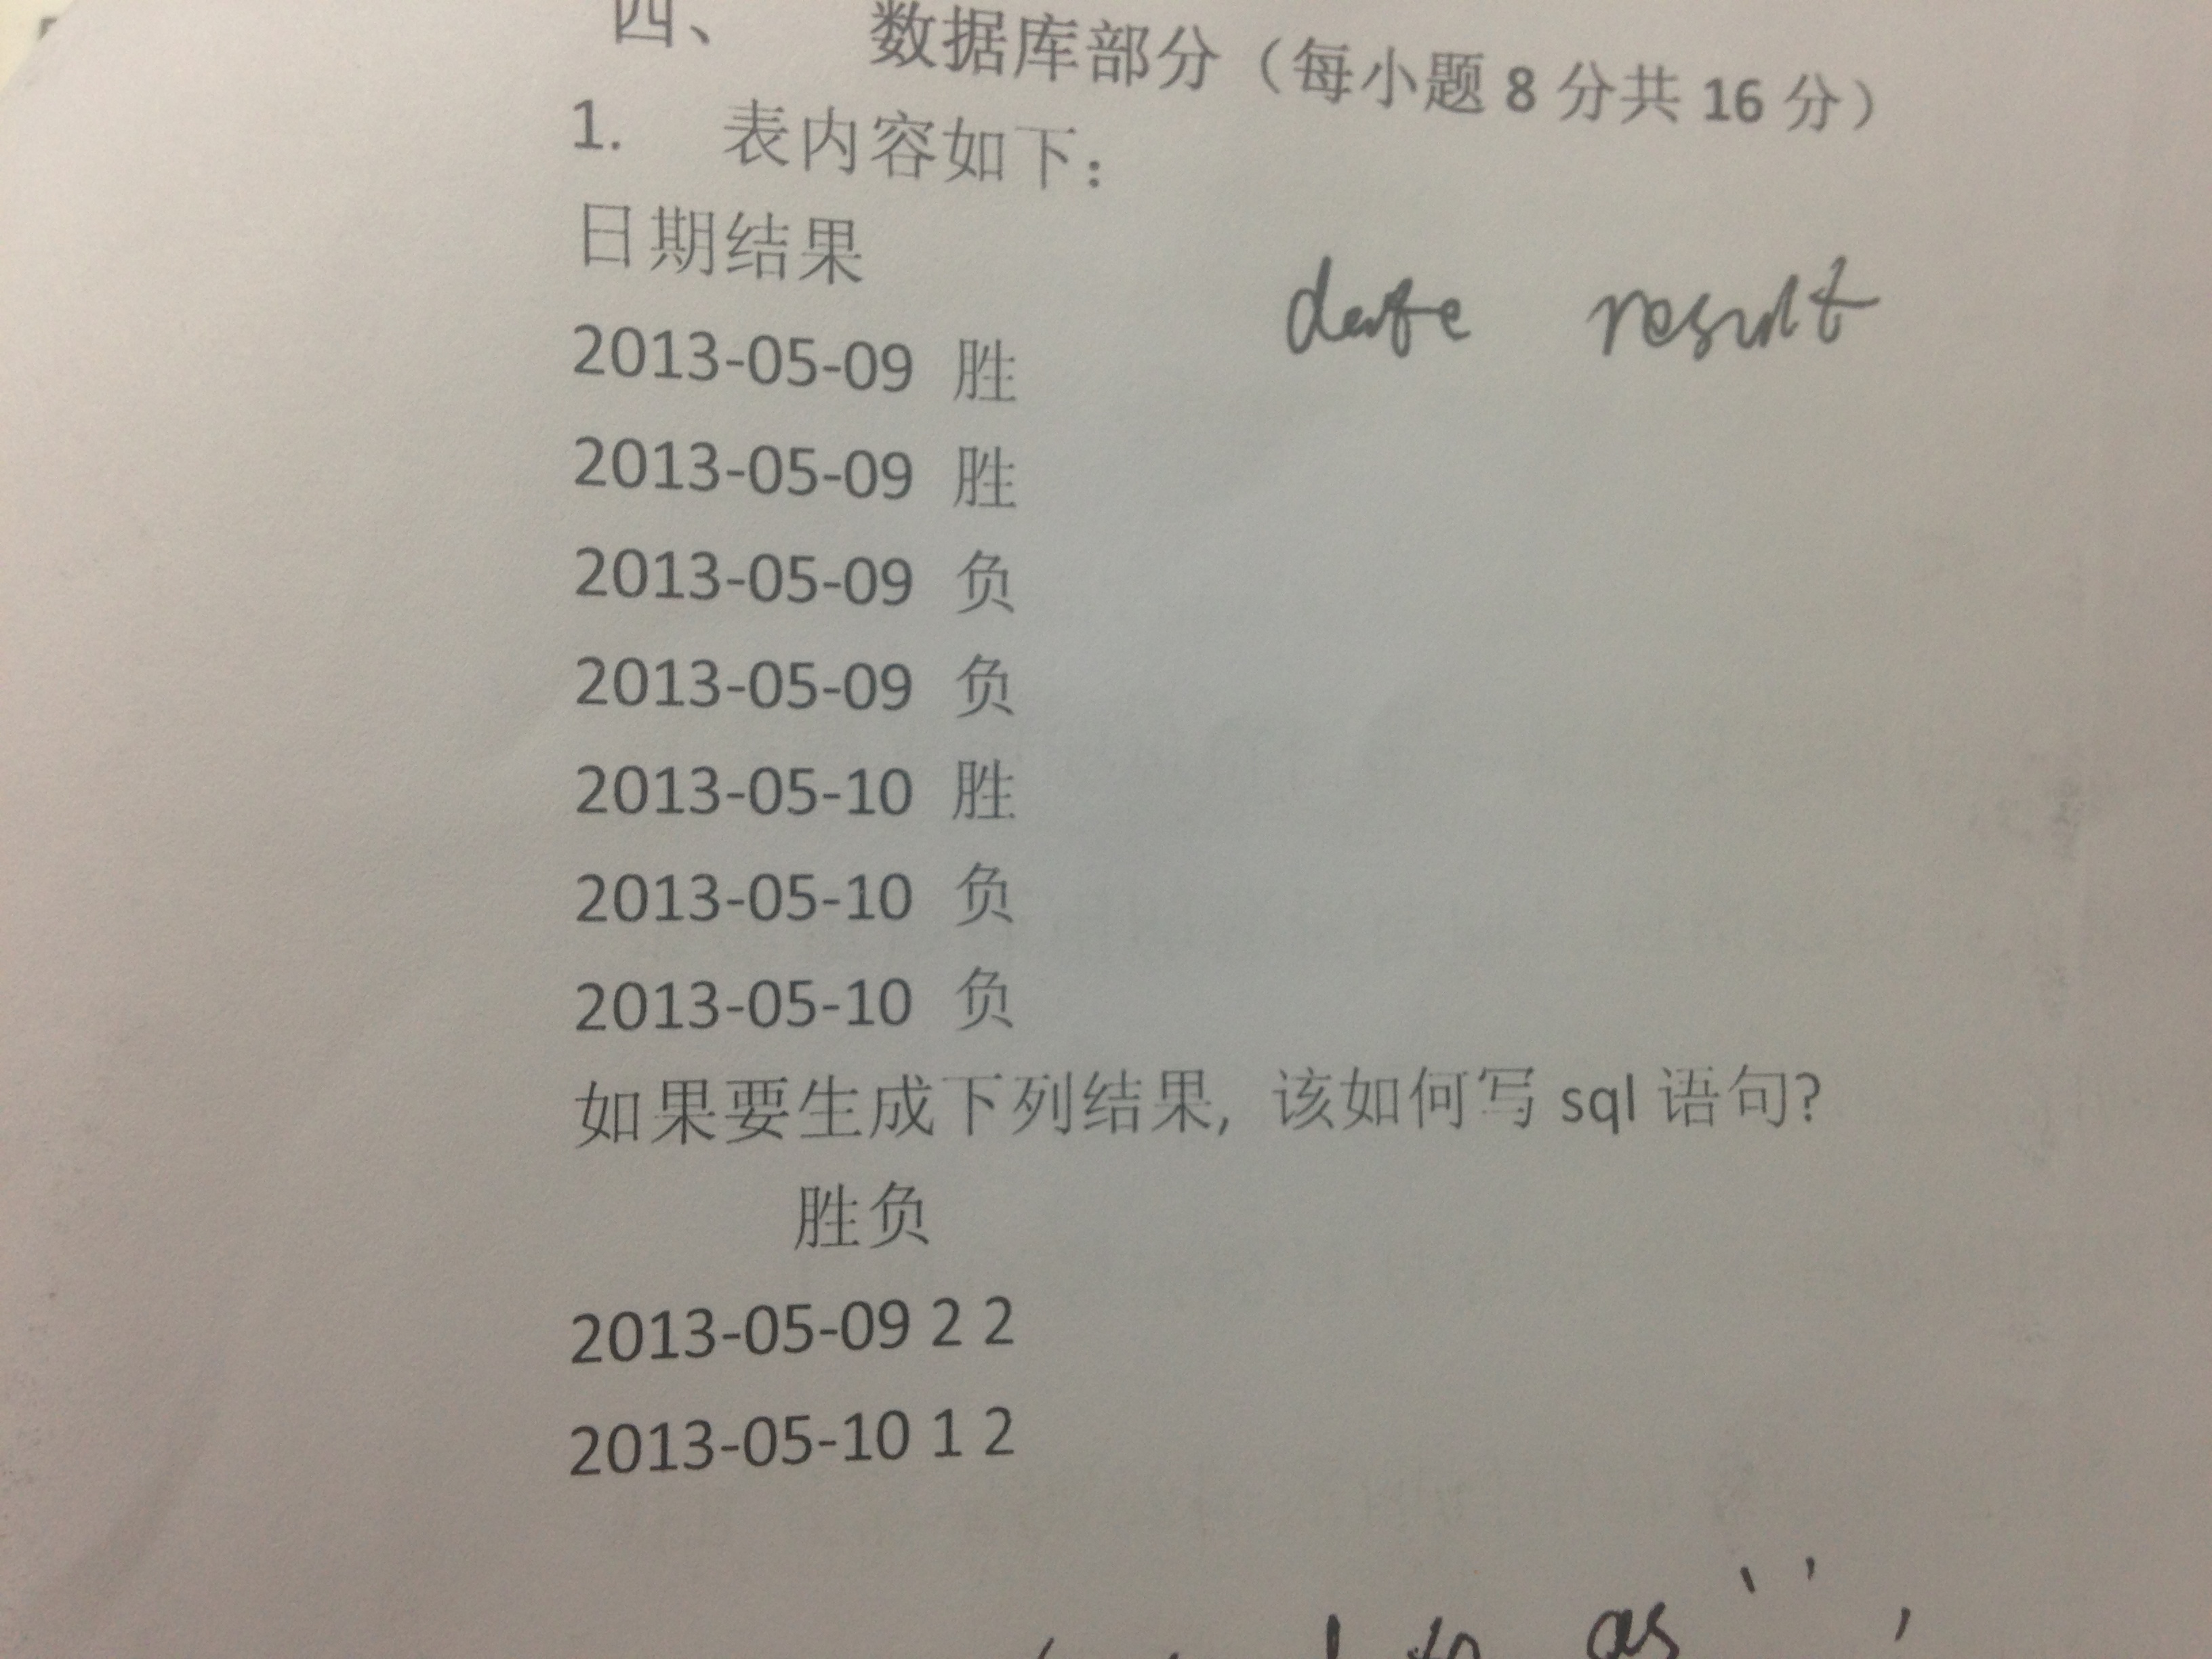 四、 数据库部分（每小题 8 分共 16 分）
1. 表内容如下：
日期结果
date result
2013-05-09 胜
2013-05-09 胜
2013-05-09 负
2013-05-09 负
2013-05-10 胜
2013-05-10 负
2013-05-10 负
如果要生成下列结果, 该如何写 sql 语句?
胜负
2013-05-09 2 2
2013-05-10 1 2
as